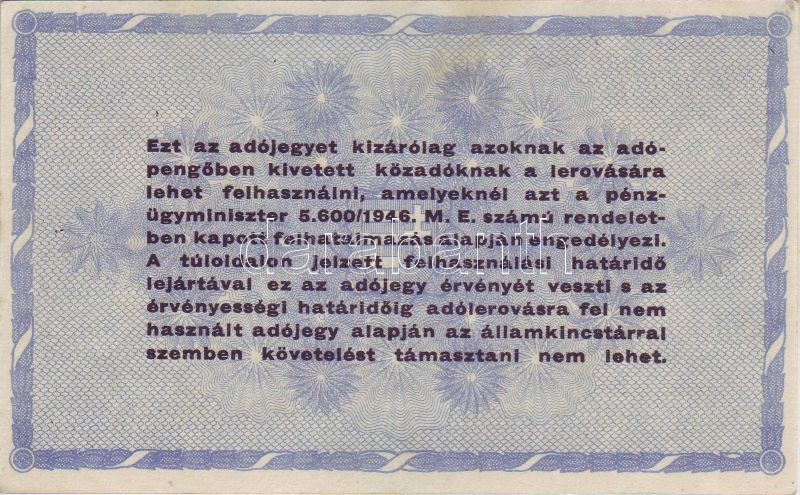 Ezt az adójegyet kizárólag azoknak az adó-
pengőben kivetett közadóknak a lerovására
lehet felhasználni, amelyeknél azt a pénz-
ügyminiszter 5.600/1946. M. E. számú rendelet-
ben kapott felhatalmazás alapján engedélyezi.
A túloldalon jelzett felhasználási határidő
lejártával ez az adójegy érvényét veszti s az
érvényességi határidőig adólerovásra fel nem
használt adójegy alapján az államkincstárral
szemben követelést támasztani nem lehet.
darabanth